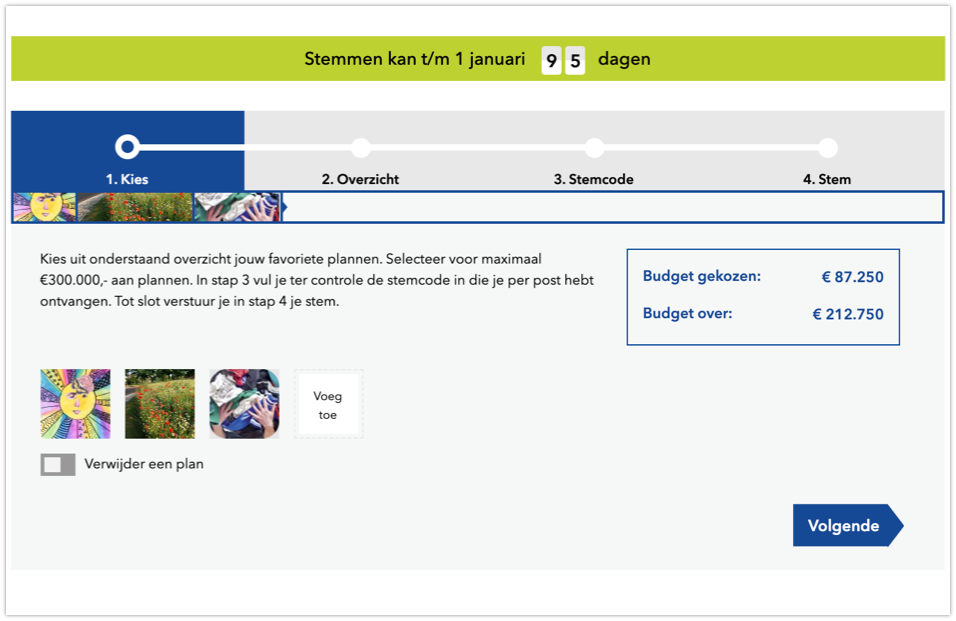 Stemmen kan t/m 1 januari 9 5 dagen
1. Kies
2. Overzicht
3. Stemcode
4. Stem
Kies uit onderstaand overzicht jouw favoriete plannen. Selecteer voor maximaal
€300.000,- aan plannen. In stap 3 vul je ter controle de stemcode in die je per post hebt
ontvangen. Tot slot verstuur je in stap 4 je stem.
Budget gekozen: € 87.250
Budget over: € 212.750
Voeg
toe
Verwijder een plan
Volgende